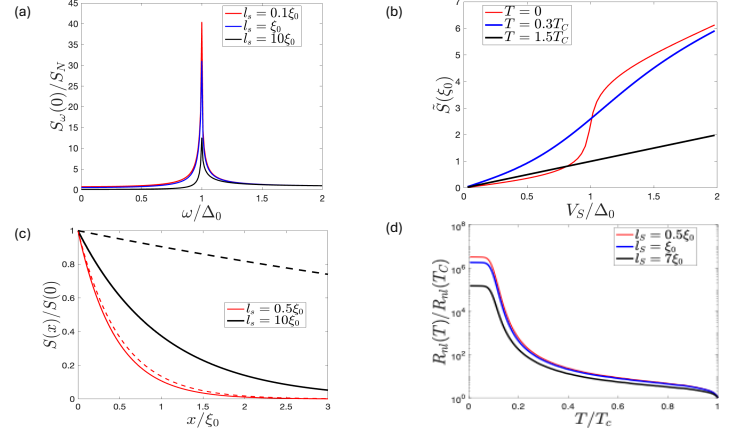 (a)
S_ω(0)/S_N
45
40
35
30
25
20
15
10
5
0
l_s = 0.1ξ_0
l_s = ξ_0
l_s = 10ξ_0
0
0.5
1
1.5
2
ω/Δ_0
(b)
S̃(ξ_0)
7
6
5
4
3
2
1
0
T = 0
T = 0.3T_C
T = 1.5T_C
0
0.5
1
1.5
2
V_S/Δ_0
(c)
S(x)/S(0)
1
0.8
0.6
0.4
0.2
0
l_s = 0.5ξ_0
l_s = 10ξ_0
0
0.5
1
1.5
2
2.5
3
x/ξ_0
(d)
R_nl(T)/R_nl(T_C)
10^8
10^6
10^4
10^2
10^0
l_S = 0.5ξ_0
l_S = ξ_0
l_S = 7ξ_0
0
0.2
0.4
0.6
0.8
1
T/T_c